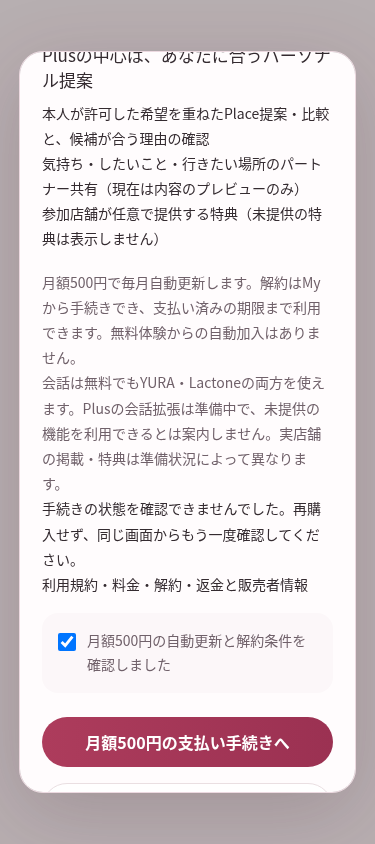 Plusの中心は、あなたに合うパーソナ
ル提案
本人が許可した希望を重ねたPlace提案・比較
と、候補が合う理由の確認
気持ち・したいこと・行きたい場所のパート
ナー共有（現在は内容のプレビューのみ）
参加店舗が任意で提供する特典（未提供の特
典は表示しません）
月額500円で毎月自動更新します。解約はMy
から手続きでき、支払い済みの期限まで利用
できます。無料体験からの自動加入はありま
せん。
会話は無料でもYURA・Lactoneの両方を使え
ます。Plusの会話拡張は準備中で、未提供の
機能を利用できるとは案内しません。実店舗
の掲載・特典は準備状況によって異なりま
す。
手続きの状態を確認できませんでした。再購
入せず、同じ画面からもう一度確認してくだ
さい。
利用規約・料金・解約・返金と販売者情報
月額500円の自動更新と解約条件を
確認しました
月額500円の支払い手続きへ